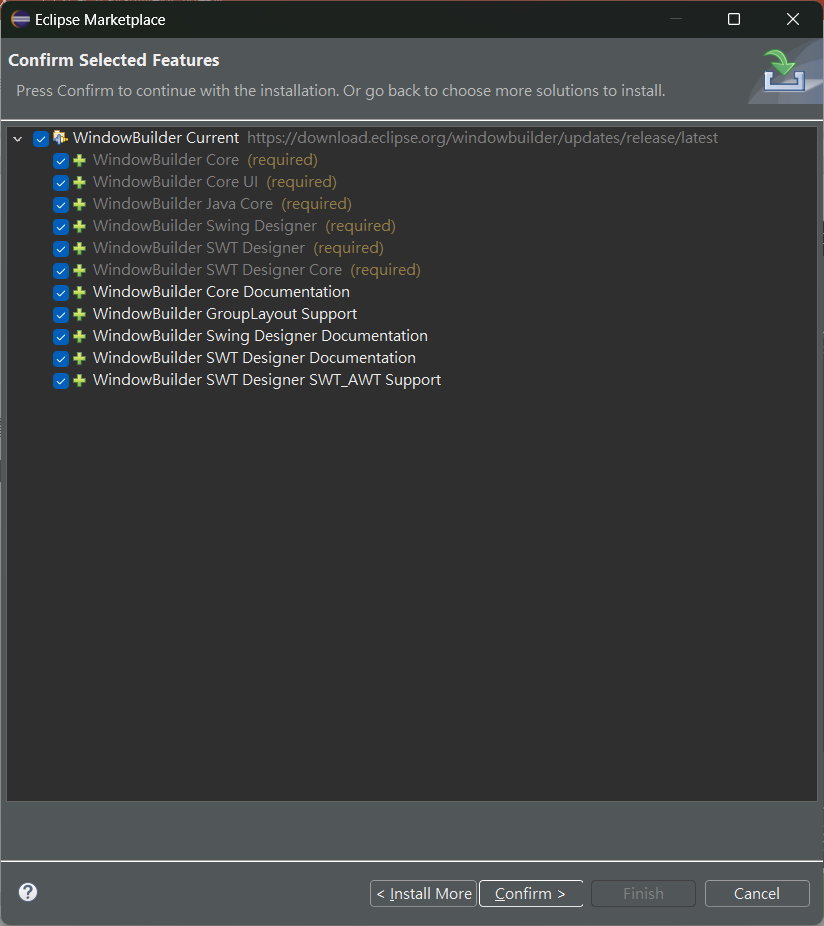 Eclipse Marketplace
Confirm Selected Features
Press Confirm to continue with the installation. Or go back to choose more solutions to install.
WindowBuilder Current https://download.eclipse.org/windowbuilder/updates/release/latest
WindowBuilder Core (required)
WindowBuilder Core UI (required)
WindowBuilder Java Core (required)
WindowBuilder Swing Designer (required)
WindowBuilder SWT Designer (required)
WindowBuilder SWT Designer Core (required)
WindowBuilder Core Documentation
WindowBuilder GroupLayout Support
WindowBuilder Swing Designer Documentation
WindowBuilder SWT Designer Documentation
WindowBuilder SWT Designer SWT_AWT Support
? < Install More Confirm > Finish Cancel